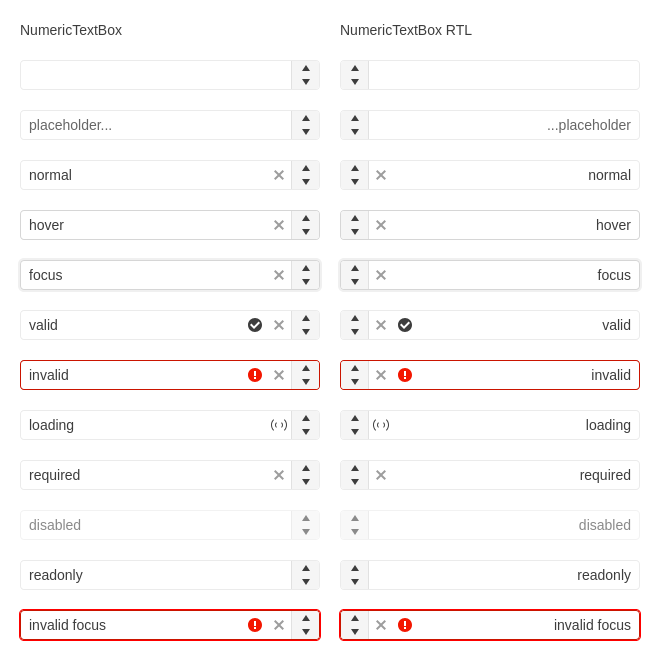 NumericTextBox
NumericTextBox RTL
placeholder...
...placeholder
normal
normal
hover
hover
focus
focus
valid
valid
invalid
invalid
loading
loading
required
required
disabled
disabled
readonly
readonly
invalid focus
invalid focus